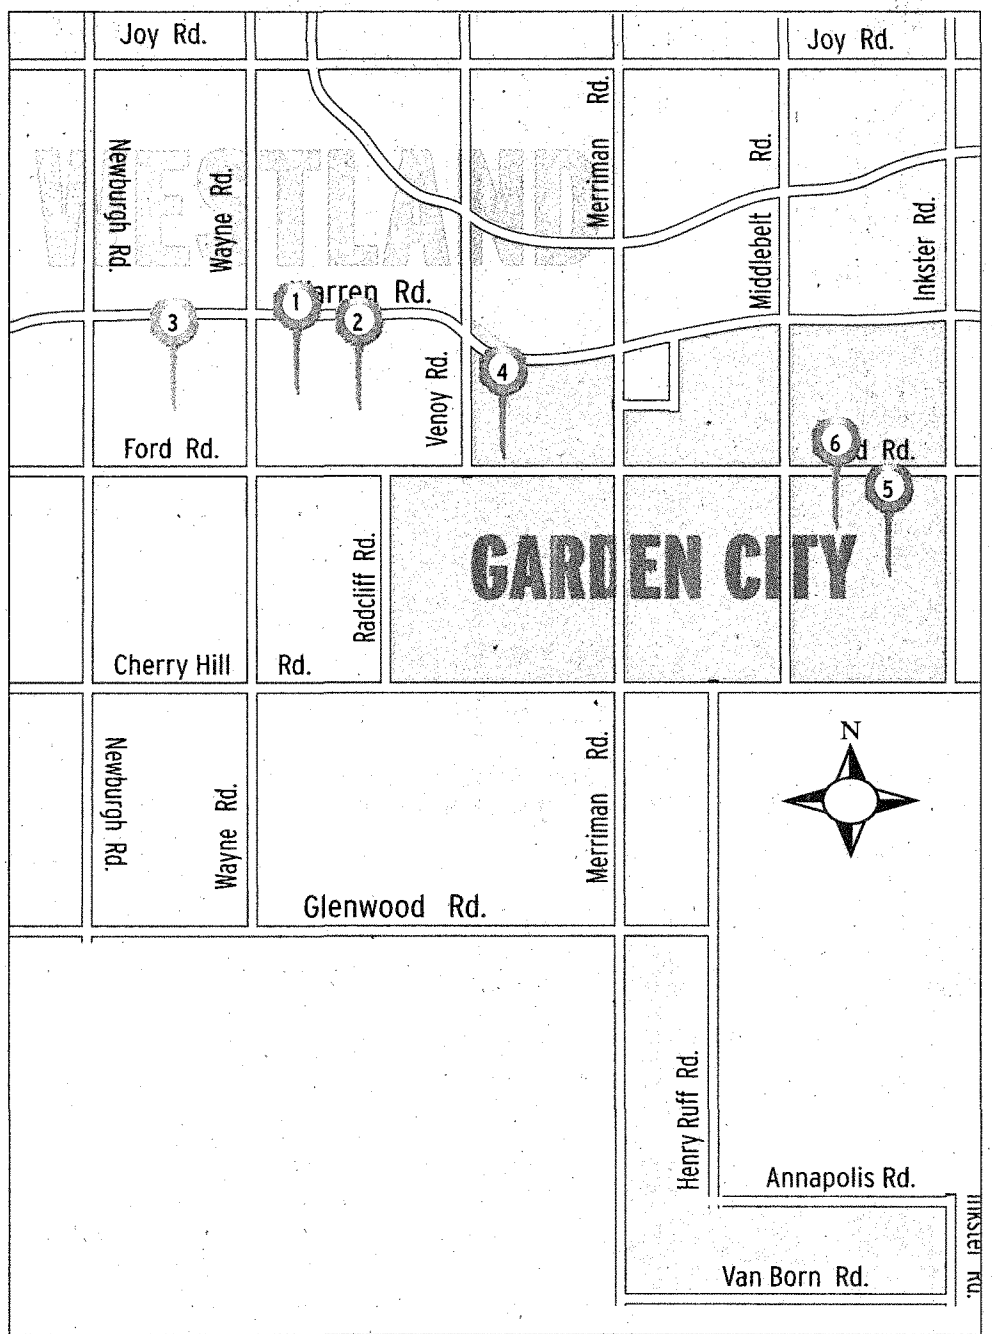 Joy Rd.
Joy Rd.
Newburgh Rd.
Wayne Rd.
Merriman Rd.
Middlebelt Rd.
Inkster Rd.
WESTLAND
arren Rd.
1
2
3
4
Venoy Rd.
Ford Rd.
6
d Rd.
5
Radcliff Rd.
GARDEN CITY
Cherry Hill Rd.
N
Newburgh Rd.
Wayne Rd.
Merriman Rd.
Glenwood Rd.
Henry Ruff Rd.
Annapolis Rd.
Inkster Rd.
Van Born Rd.